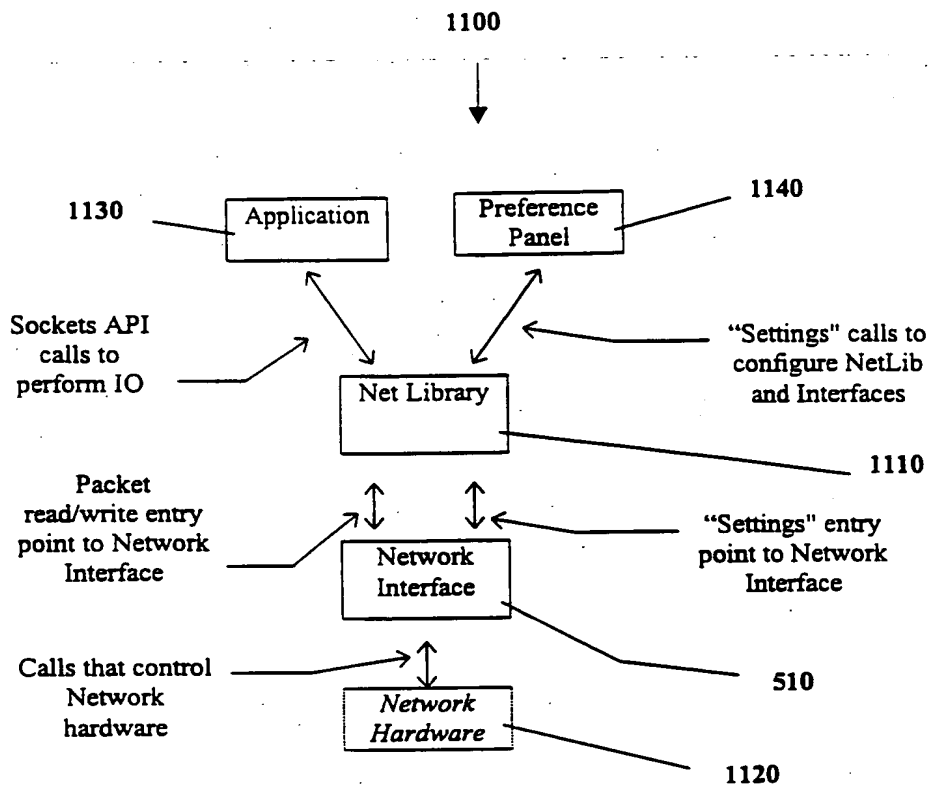 1100
1130
Application
Preference
Panel
1140
Sockets API
calls to
perform IO
"Settings" calls to
configure NetLib
and Interfaces
Net Library
1110
Packet
read/write entry
point to Network
Interface
"Settings" entry
point to Network
Interface
Network
Interface
510
Calls that control
Network
hardware
Network
Hardware
1120